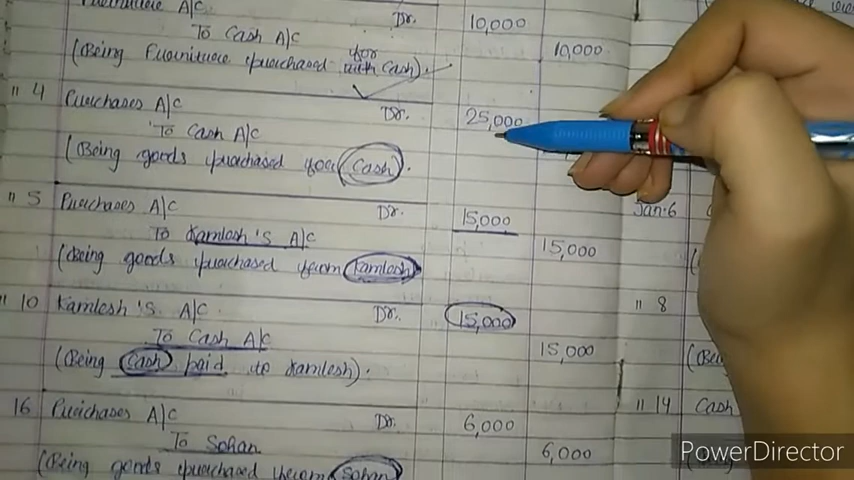 Furniture A/C Dr. 10,000
To Cash A/C 10,000
(Being Furniture purchased for with Cash).
" 4 Purchases A/C Dr. 25,000
To Cash A/C
(Being goods purchased for Cash).
" 5 Purchases A/C Dr. 15,000
To Kamlesh'S A/C 15,000
(Being goods purchased from Kamlesh)
" 10 Kamlesh'S. A/C Dr. 15,000
To Cash A/C 15,000
(Being Cash paid to Kamlesh).
16 Purchases A/C Dr. 6,000
To Sohan 6,000
(Being goods purchased from Sohan)
Jan.6
" 8
(Bei
" 14 Cash
PowerDirector